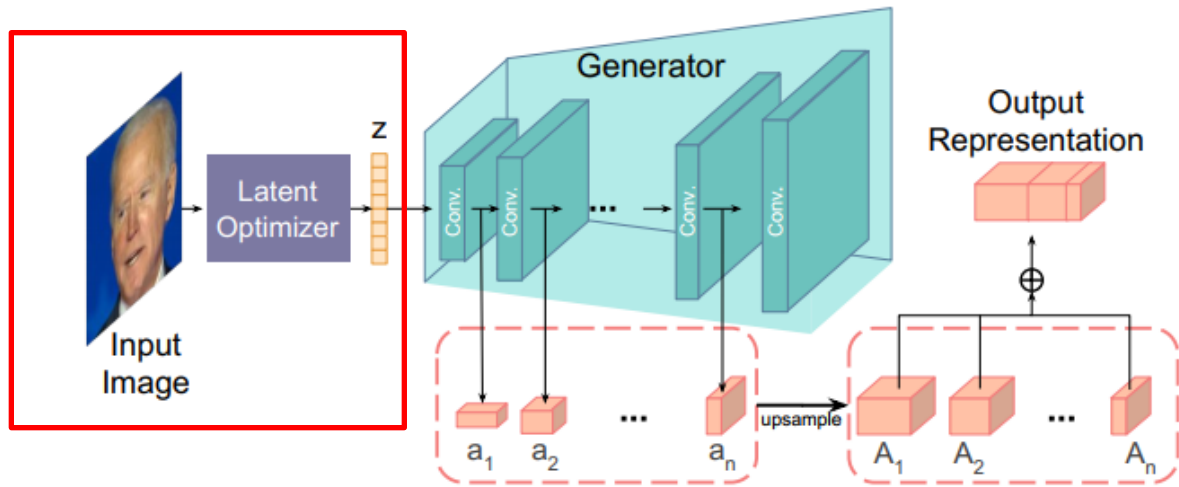 Generator
Output
Representation
z
Latent
Optimizer
Conv.
Conv.
...
Conv.
Conv.
Input
Image
upsample
a1
a2
...
an
A1
A2
...
An